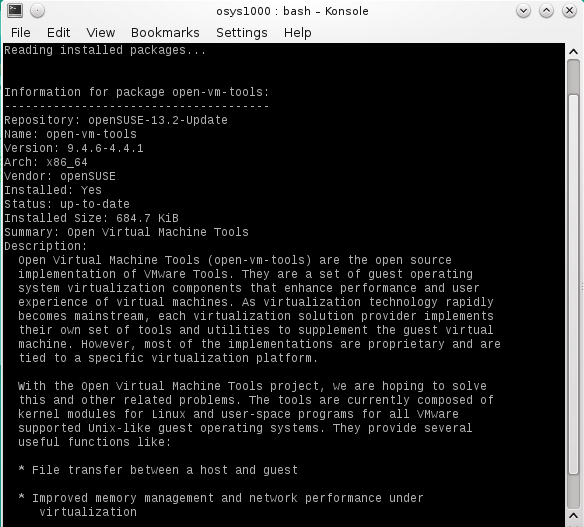 osys1000 : bash – Konsole
File Edit View Bookmarks Settings Help
Reading installed packages...
Information for package open-vm-tools:
--------------------------------------
Repository: openSUSE-13.2-Update
Name: open-vm-tools
Version: 9.4.6-4.4.1
Arch: x86_64
Vendor: openSUSE
Installed: Yes
Status: up-to-date
Installed Size: 684.7 KiB
Summary: Open Virtual Machine Tools
Description:
Open Virtual Machine Tools (open-vm-tools) are the open source
implementation of VMware Tools. They are a set of guest operating
system virtualization components that enhance performance and user
experience of virtual machines. As virtualization technology rapidly
becomes mainstream, each virtualization solution provider implements
their own set of tools and utilities to supplement the guest virtual
machine. However, most of the implementations are proprietary and are
tied to a specific virtualization platform.
With the Open Virtual Machine Tools project, we are hoping to solve
this and other related problems. The tools are currently composed of
kernel modules for Linux and user-space programs for all VMware
supported Unix-like guest operating systems. They provide several
useful functions like:
* File transfer between a host and guest
* Improved memory management and network performance under
virtualization